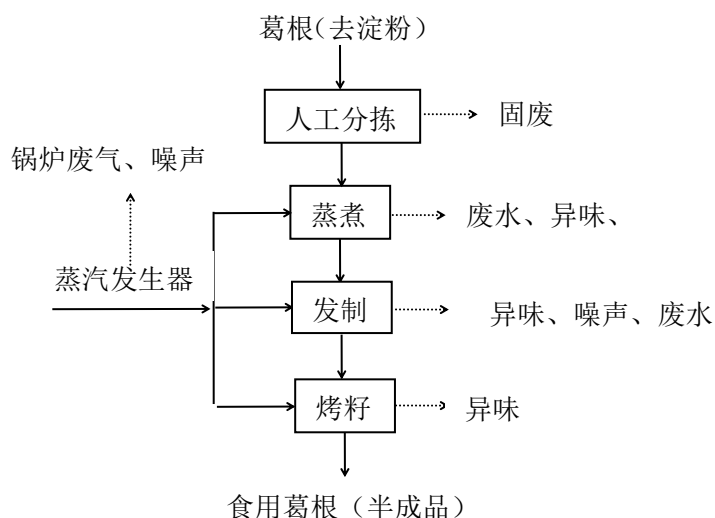 葛根（去淀粉）
人工分拣
固废
锅炉废气、噪声
蒸煮
废水、异味、
蒸汽发生器
发制
异味、噪声、废水
烤籽
异味
食用葛根（半成品）